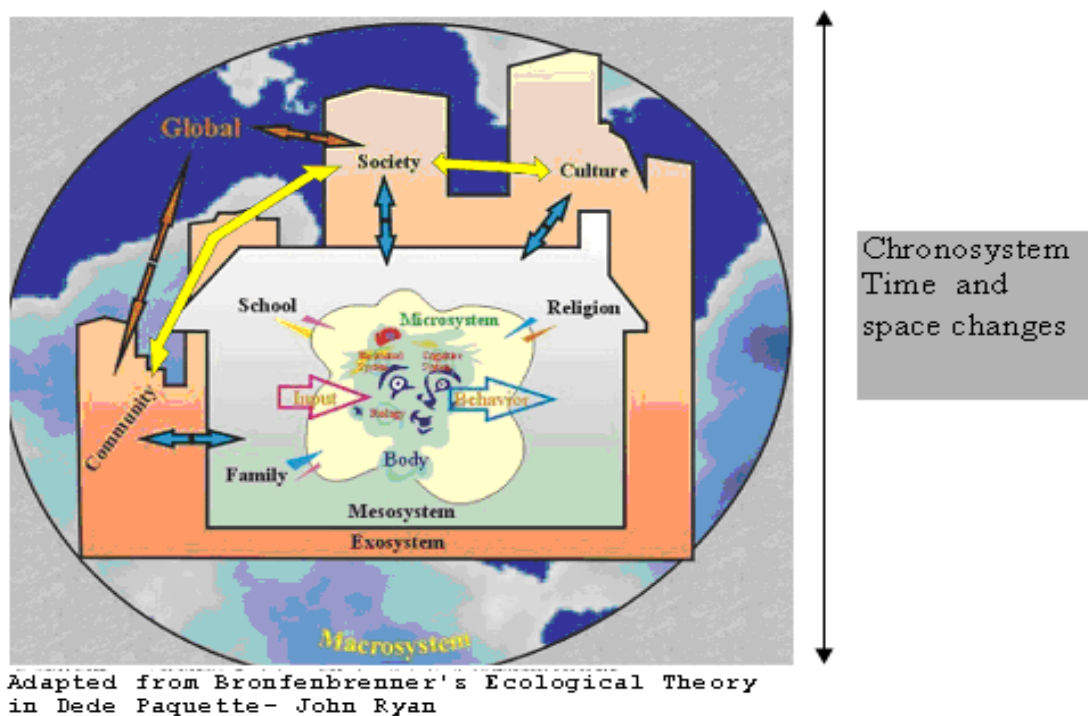 Global
Society
Culture
School
Microsystem
Religion
Input
Biology
Behavior
Community
Body
Family
Mesosystem
Exosystem
Macrosystem
Chronosystem
Time and
space changes
Adapted from Bronfenbrenner's Ecological Theory
in Dede Paquette- John Ryan